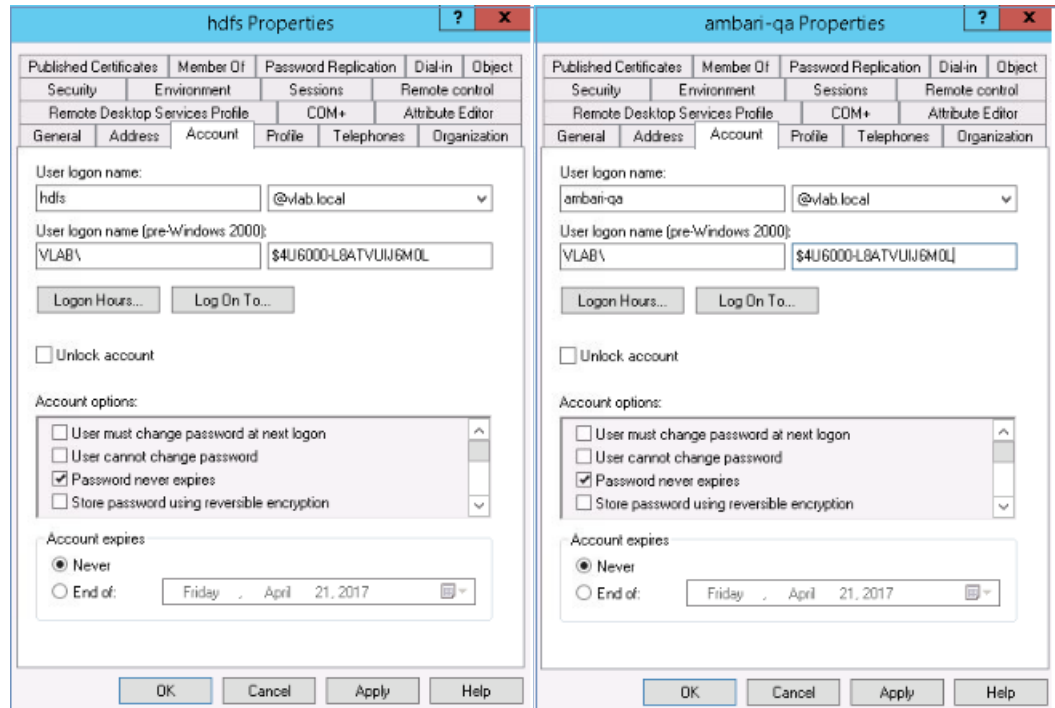 hdfs Properties
? x
Published Certificates Member Of Password Replication Dial-in Object
Security Environment Sessions Remote control
Remote Desktop Services Profile COM+ Attribute Editor
General Address Account Profile Telephones Organization
User logon name:
hdfs @vlab.local
User logon name (pre-Windows 2000):
VLAB\ $4U6000-L8ATVUIJ6M0L
Logon Hours... Log On To...
Unlock account
Account options:
User must change password at next logon
User cannot change password
Password never expires
Store password using reversible encryption
Account expires
Never
End of: Friday , April 21, 2017
OK Cancel Apply Help
ambari-qa Properties
? x
Published Certificates Member Of Password Replication Dial-in Object
Security Environment Sessions Remote control
Remote Desktop Services Profile COM+ Attribute Editor
General Address Account Profile Telephones Organization
User logon name:
ambari-qa @vlab.local
User logon name (pre-Windows 2000):
VLAB\ $4U6000-L8ATVUIJ6M0L
Logon Hours... Log On To...
Unlock account
Account options:
User must change password at next logon
User cannot change password
Password never expires
Store password using reversible encryption
Account expires
Never
End of: Friday , April 21, 2017
OK Cancel Apply Help